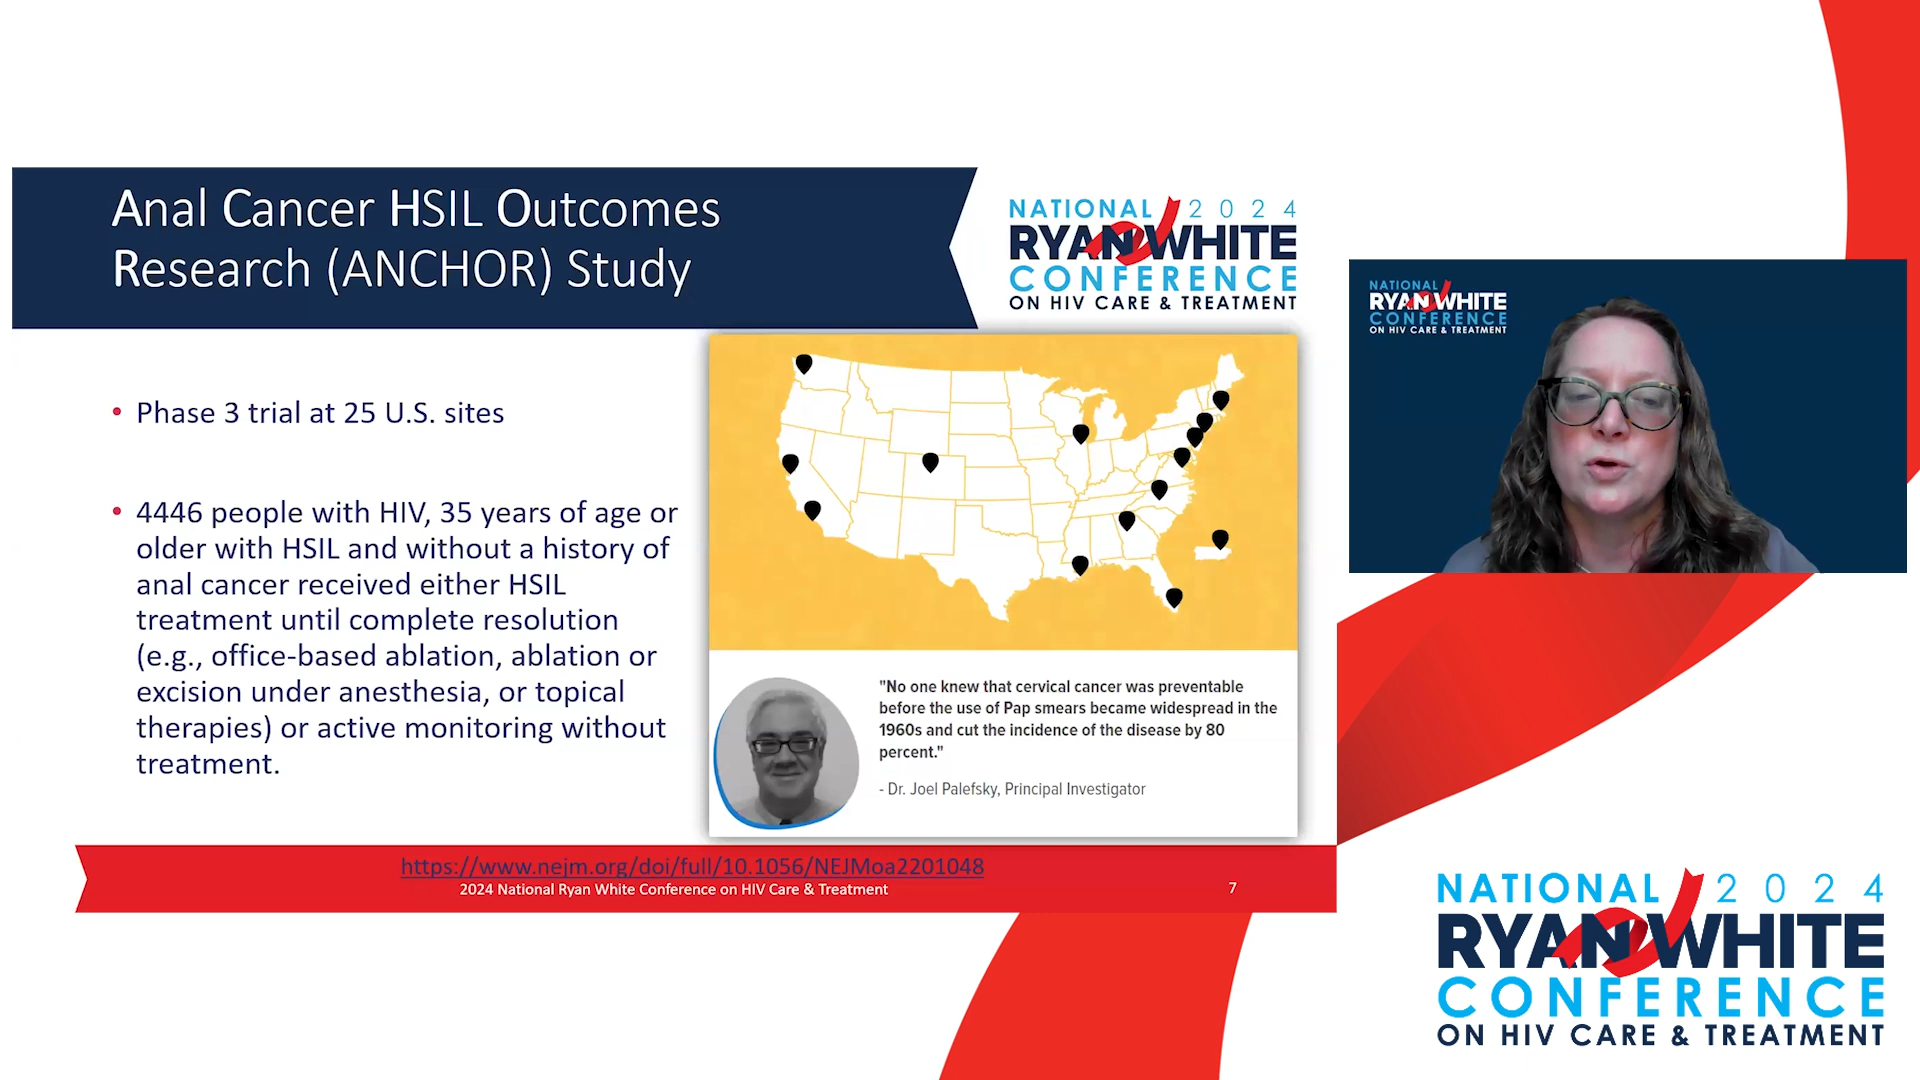 Anal Cancer HSIL Outcomes
Research (ANCHOR) Study
NATIONAL 2024
RYAN WHITE
CONFERENCE
ON HIV CARE & TREATMENT
• Phase 3 trial at 25 U.S. sites
• 4446 people with HIV, 35 years of age or
older with HSIL and without a history of
anal cancer received either HSIL
treatment until complete resolution
(e.g., office-based ablation, ablation or
excision under anesthesia, or topical
therapies) or active monitoring without
treatment.
"No one knew that cervical cancer was preventable
before the use of Pap smears became widespread in the
1960s and cut the incidence of the disease by 80
percent."
- Dr. Joel Palefsky, Principal Investigator
https://www.nejm.org/doi/full/10.1056/NEJMoa2201048
2024 National Ryan White Conference on HIV Care & Treatment
7
NATIONAL
RYAN WHITE
CONFERENCE
ON HIV CARE & TREATMENT
NATIONAL 2024
RYAN WHITE
CONFERENCE
ON HIV CARE & TREATMENT